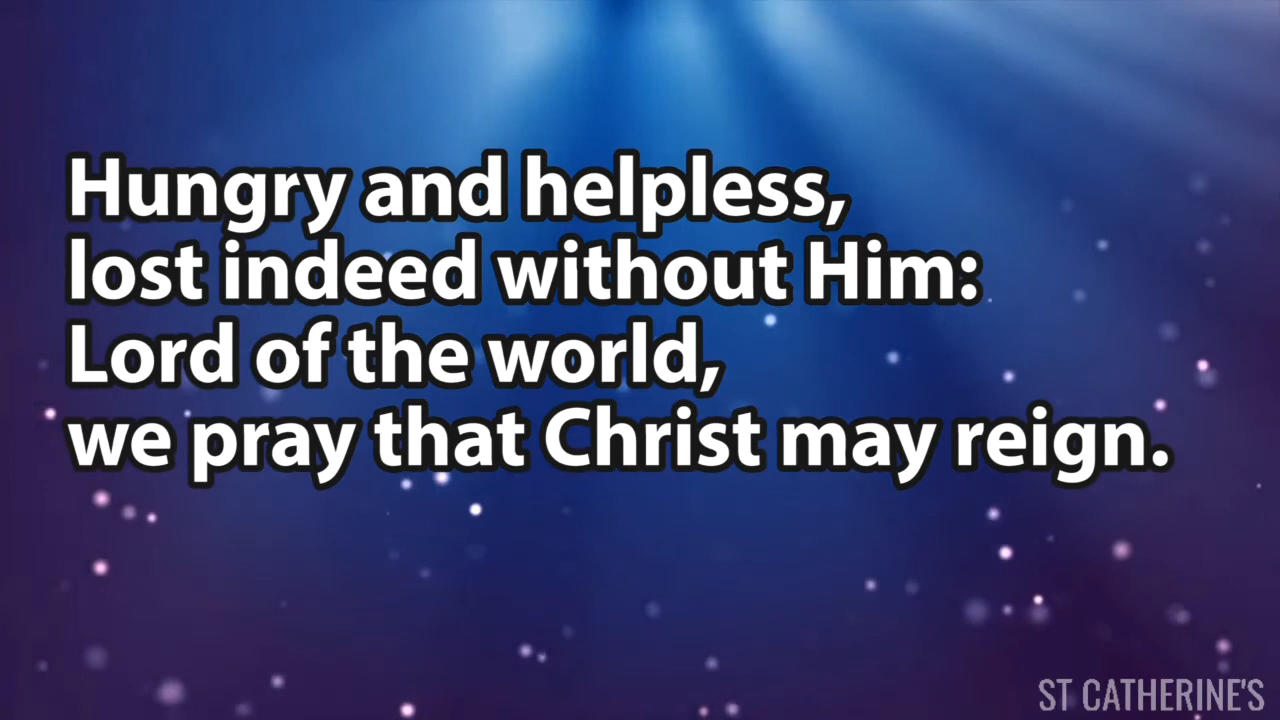 Hungry and helpless,
lost indeed without Him:
Lord of the world,
we pray that Christ may reign.
ST CATHERINE'S